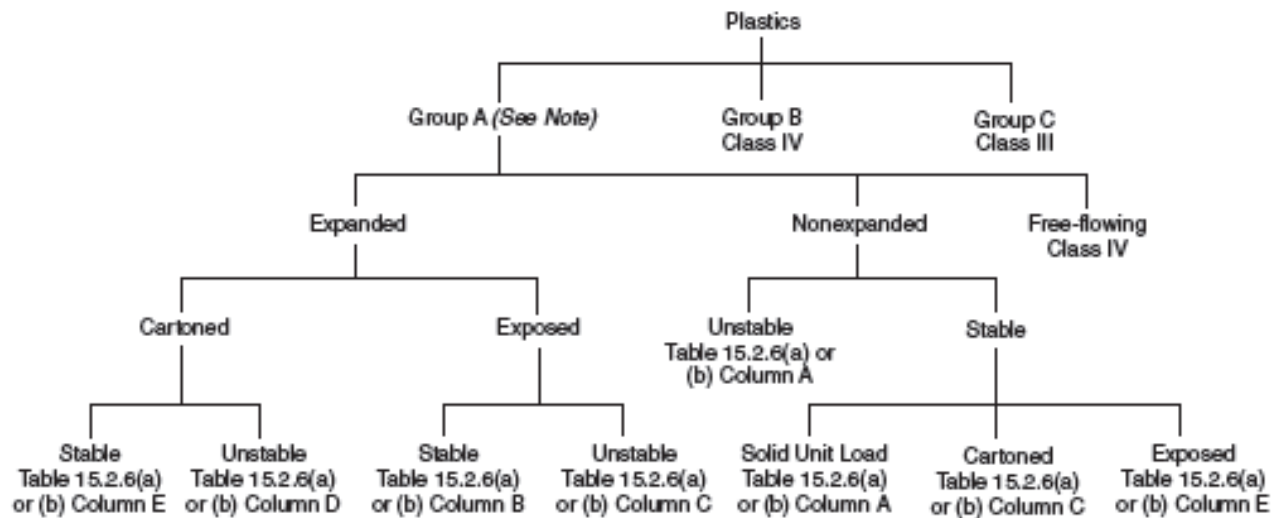 Plastics
Group A (See Note)
Group B
Class IV
Group C
Class III
Expanded
Nonexpanded
Free-flowing
Class IV
Cartoned
Exposed
Unstable
Table 15.2.6(a) or
(b) Column A
Stable
Stable
Table 15.2.6(a)
or (b) Column E
Unstable
Table 15.2.6(a)
or (b) Column D
Stable
Table 15.2.6(a)
or (b) Column B
Unstable
Table 15.2.6(a)
or (b) Column C
Solid Unit Load
Table 15.2.6(a)
or (b) Column A
Cartoned
Table 15.2.6(a)
or (b) Column C
Exposed
Table 15.2.6(a)
or (b) Column E